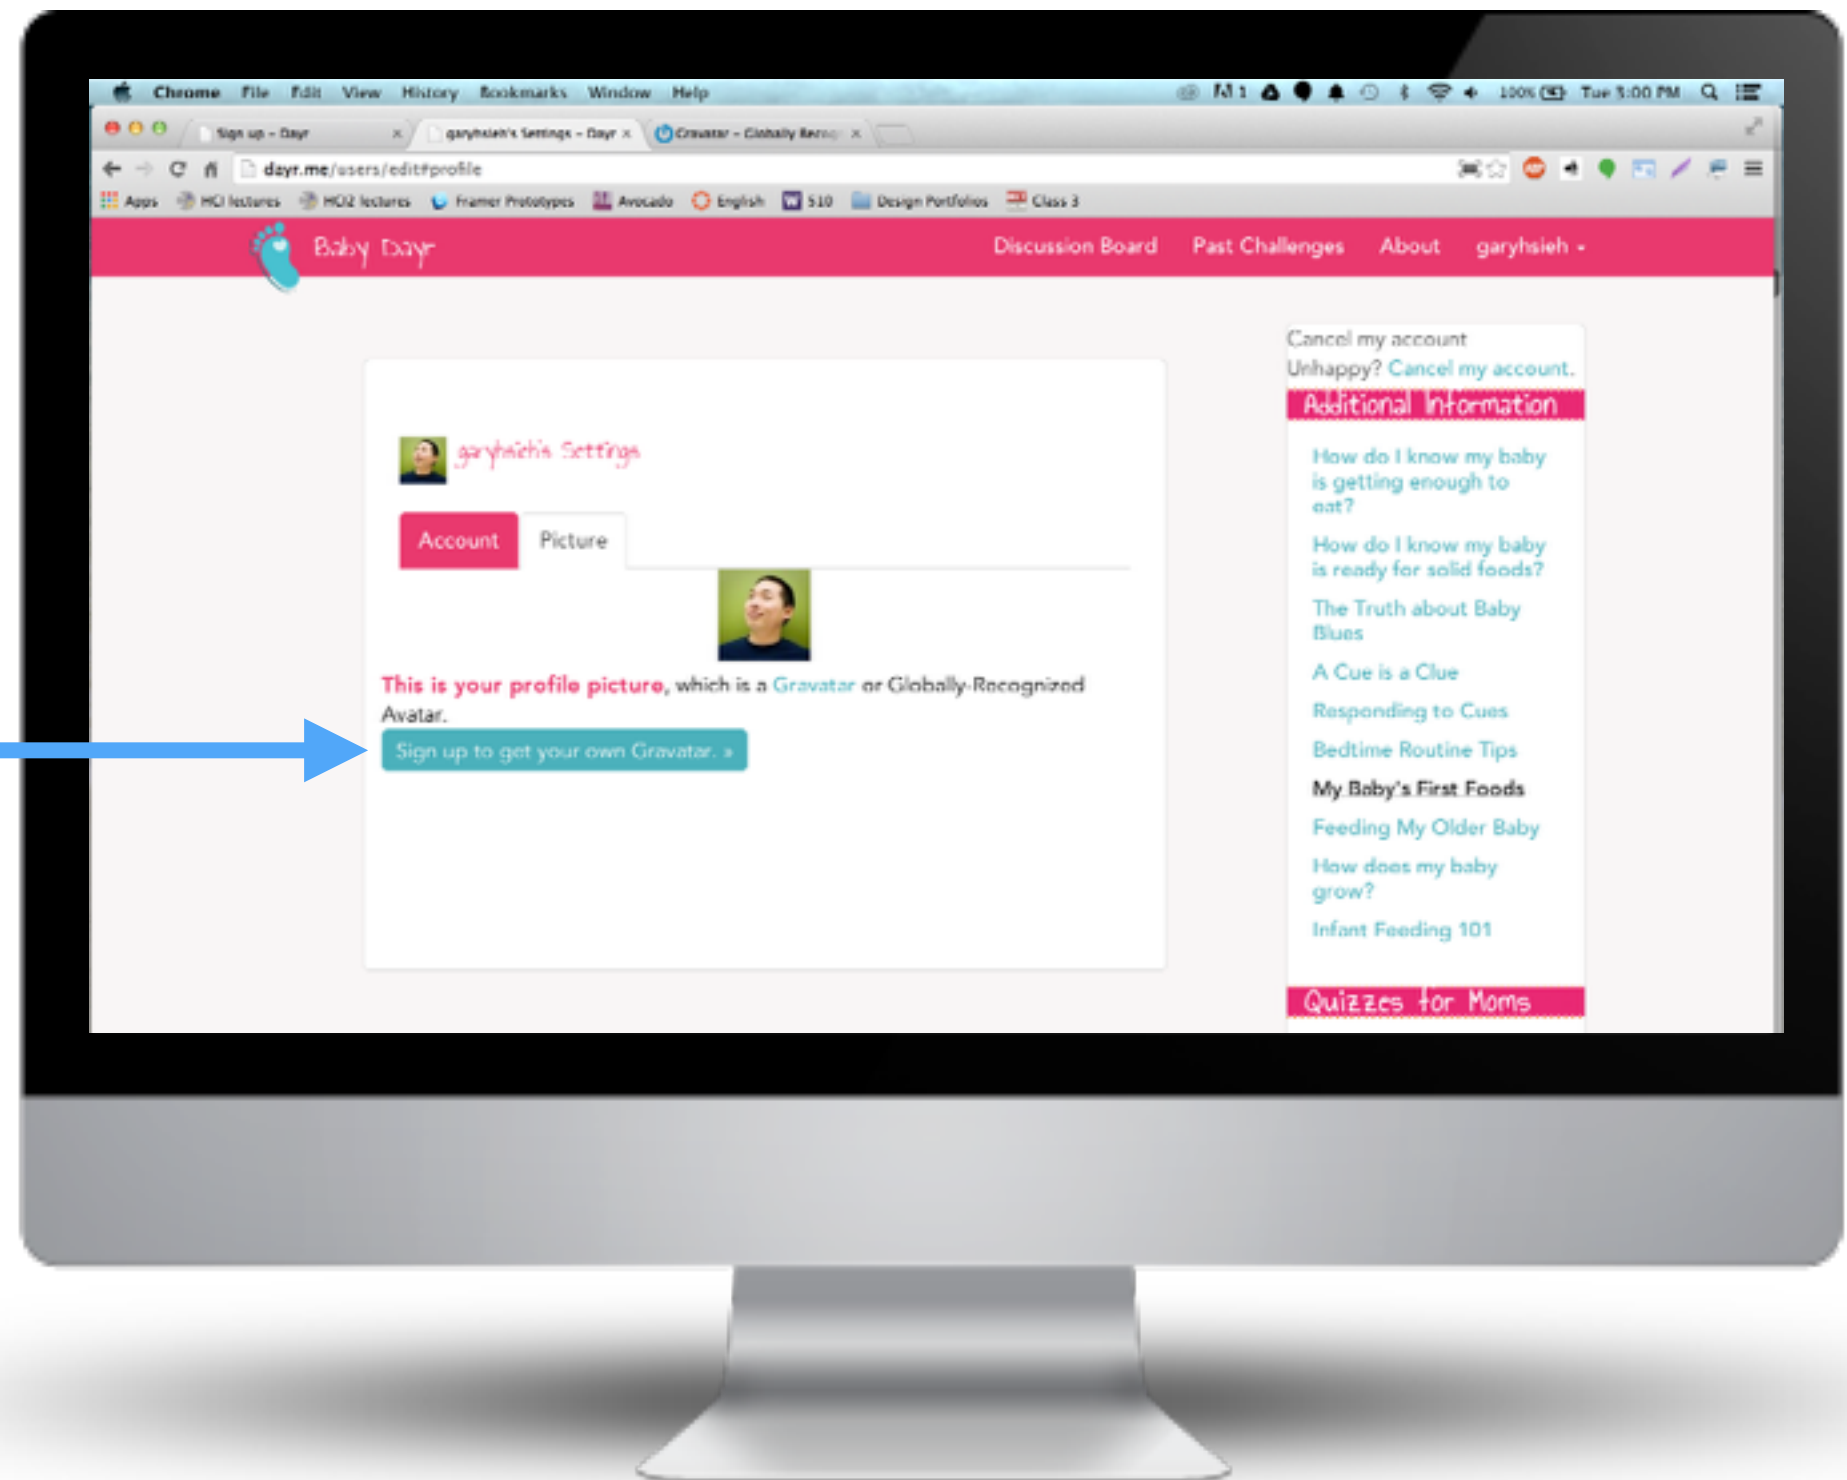 Chrome File Edit View History Bookmarks Window Help
100% Tue 3:00 PM
Sign up – Dayr
garyhsieh's Settings – Dayr
Gravatar – Globally Recog
dayr.me/users/edit#profile
Apps HCI lectures HCI2 lectures Framer Prototypes Avocado English 510 Design Portfolios Class 3
Baby Dayr
Discussion Board Past Challenges About garyhsieh
garyhsieh's Settings
Account Picture
This is your profile picture, which is a Gravatar or Globally-Recognized
Avatar.
Sign up to get your own Gravatar. »
Cancel my account
Unhappy? Cancel my account.
Additional Information
How do I know my baby
is getting enough to
eat?
How do I know my baby
is ready for solid foods?
The Truth about Baby
Blues
A Cue is a Clue
Responding to Cues
Bedtime Routine Tips
My Baby's First Foods
Feeding My Older Baby
How does my baby
grow?
Infant Feeding 101
Quizzes for Moms